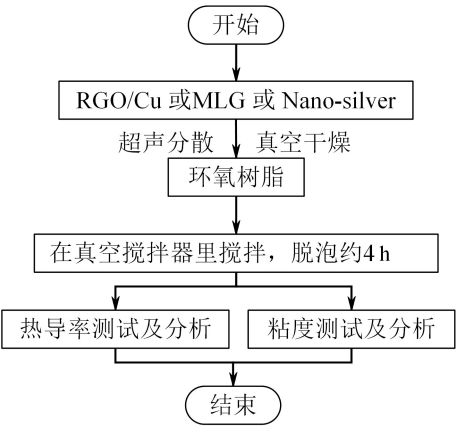 开始
RGO/Cu 或MLG 或 Nano-silver
超声分散 真空干燥
环氧树脂
在真空搅拌器里搅拌，脱泡约4 h
热导率测试及分析 粘度测试及分析
结束